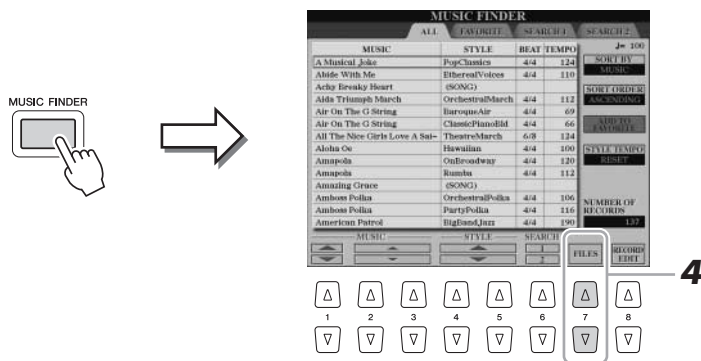 MUSIC FINDER
MUSIC FINDER
ALL FAVORITE SEARCH 1 SEARCH 2
MUSIC STYLE BEAT TEMPO
♩= 100
A Musical Joke PopClassics 4/4 124
Abide With Me EtherealVoices 4/4 110
Achy Breaky Heart (SONG)
Aida Triumph March OrchestralMarch 4/4 112
Air On The G String BaroqueAir 4/4 69
Air On The G String ClassicPianoBld 4/4 66
All The Nice Girls Love A Sai~ TheatreMarch 6/8 124
Aloha Oe Hawaiian 4/4 100
Amapola OnBroadway 4/4 120
Amapola Rumba 4/4 112
Amazing Grace (SONG)
Amboss Polka OrchestralPolka 4/4 106
Amboss Polka PartyPolka 4/4 116
American Patrol BigBandJazz 4/4 190
SORT BY
MUSIC
SORT ORDER
ASCENDING
ADD TO
FAVORITE
STYLE TEMPO
RESET
NUMBER OF
RECORDS
137
MUSIC STYLE SEARCH
1
2
FILES
RECORD
EDIT
4
1 2 3 4 5 6 7 8